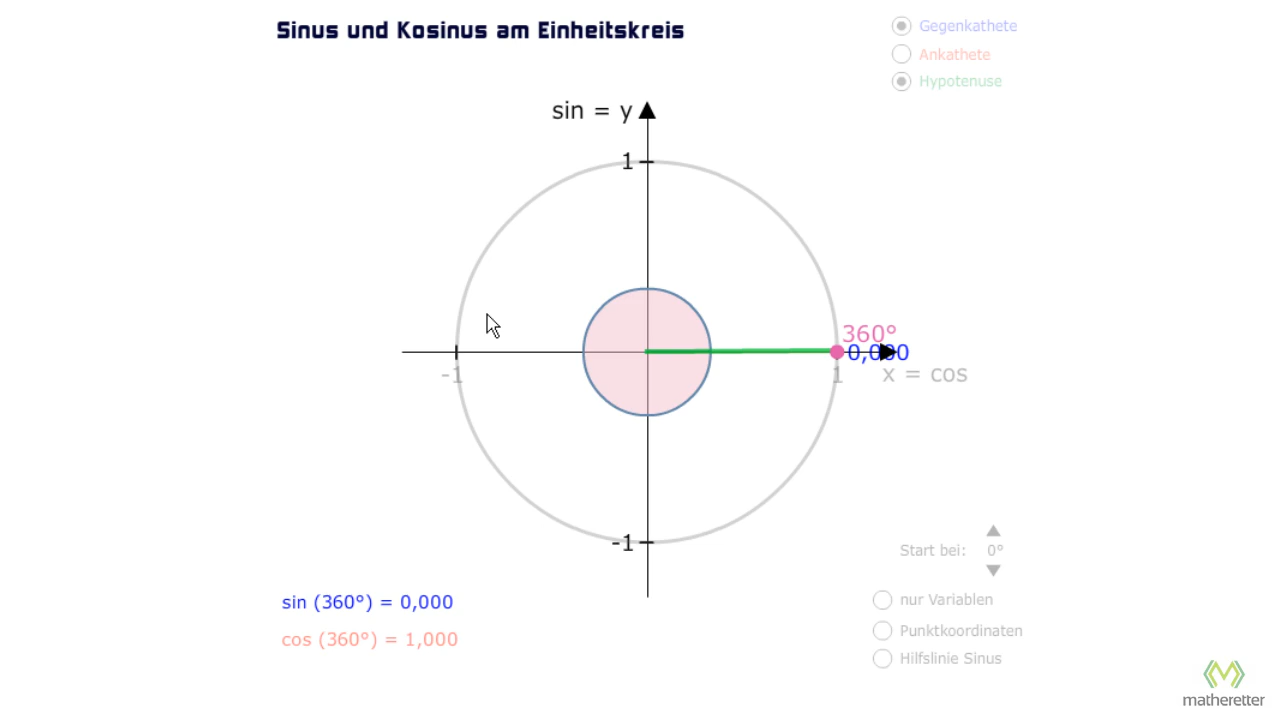 Sinus und Kosinus am Einheitskreis
Gegenkathete
Ankathete
Hypotenuse
sin = y
1
360°
0,000
-1
1
x = cos
-1
Start bei: 0°
sin (360°) = 0,000
cos (360°) = 1,000
nur Variablen
Punktkoordinaten
Hilfslinie Sinus
matheretter